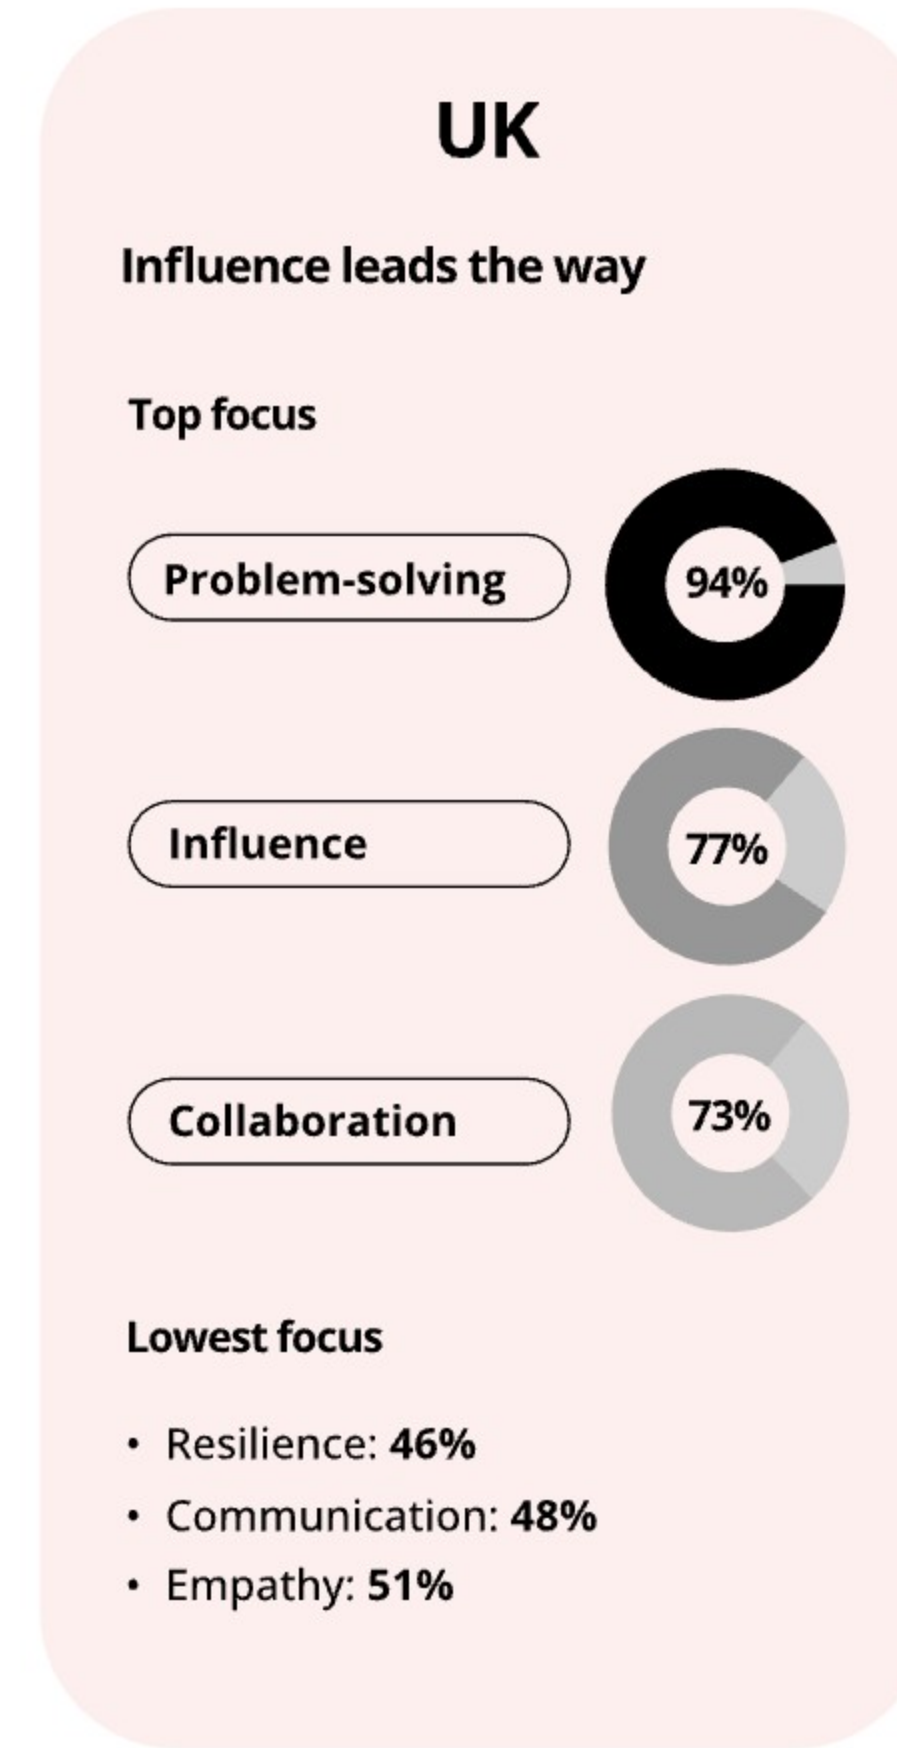 UK
Influence leads the way
Top focus
Problem-solving
94%
Influence
77%
Collaboration
73%
Lowest focus
• Resilience: 46%
• Communication: 48%
• Empathy: 51%